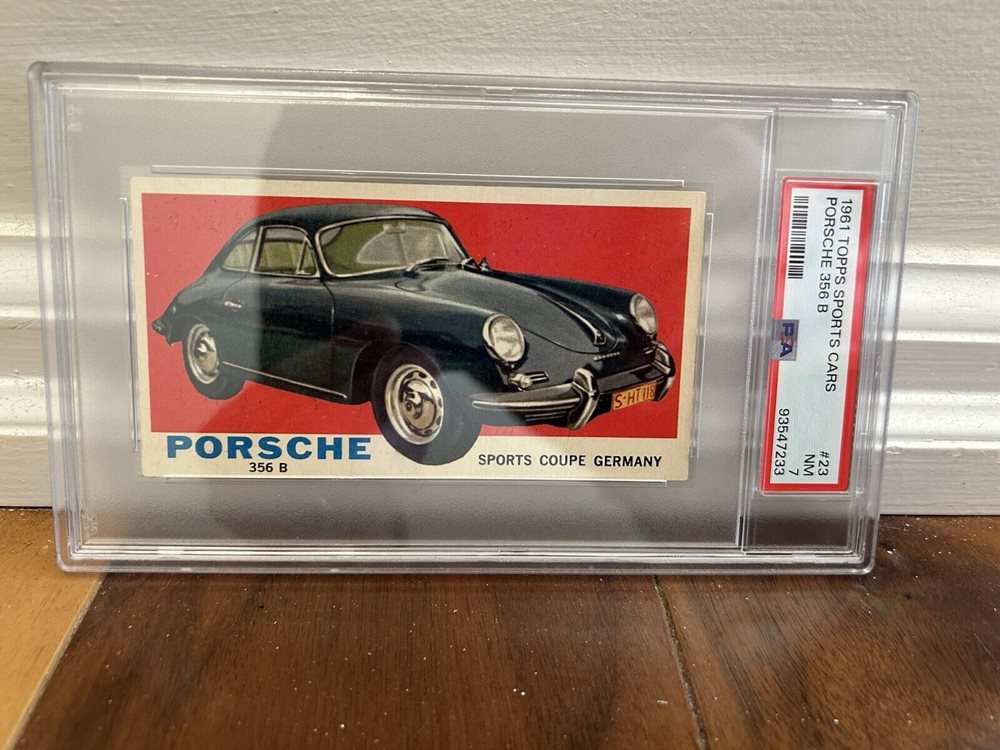 PORSCHE
356 B
SPORTS COUPE GERMANY
S·HT 118
1961 TOPPS SPORTS CARS #23
PORSCHE 356 B NM 7
PSA 93547233